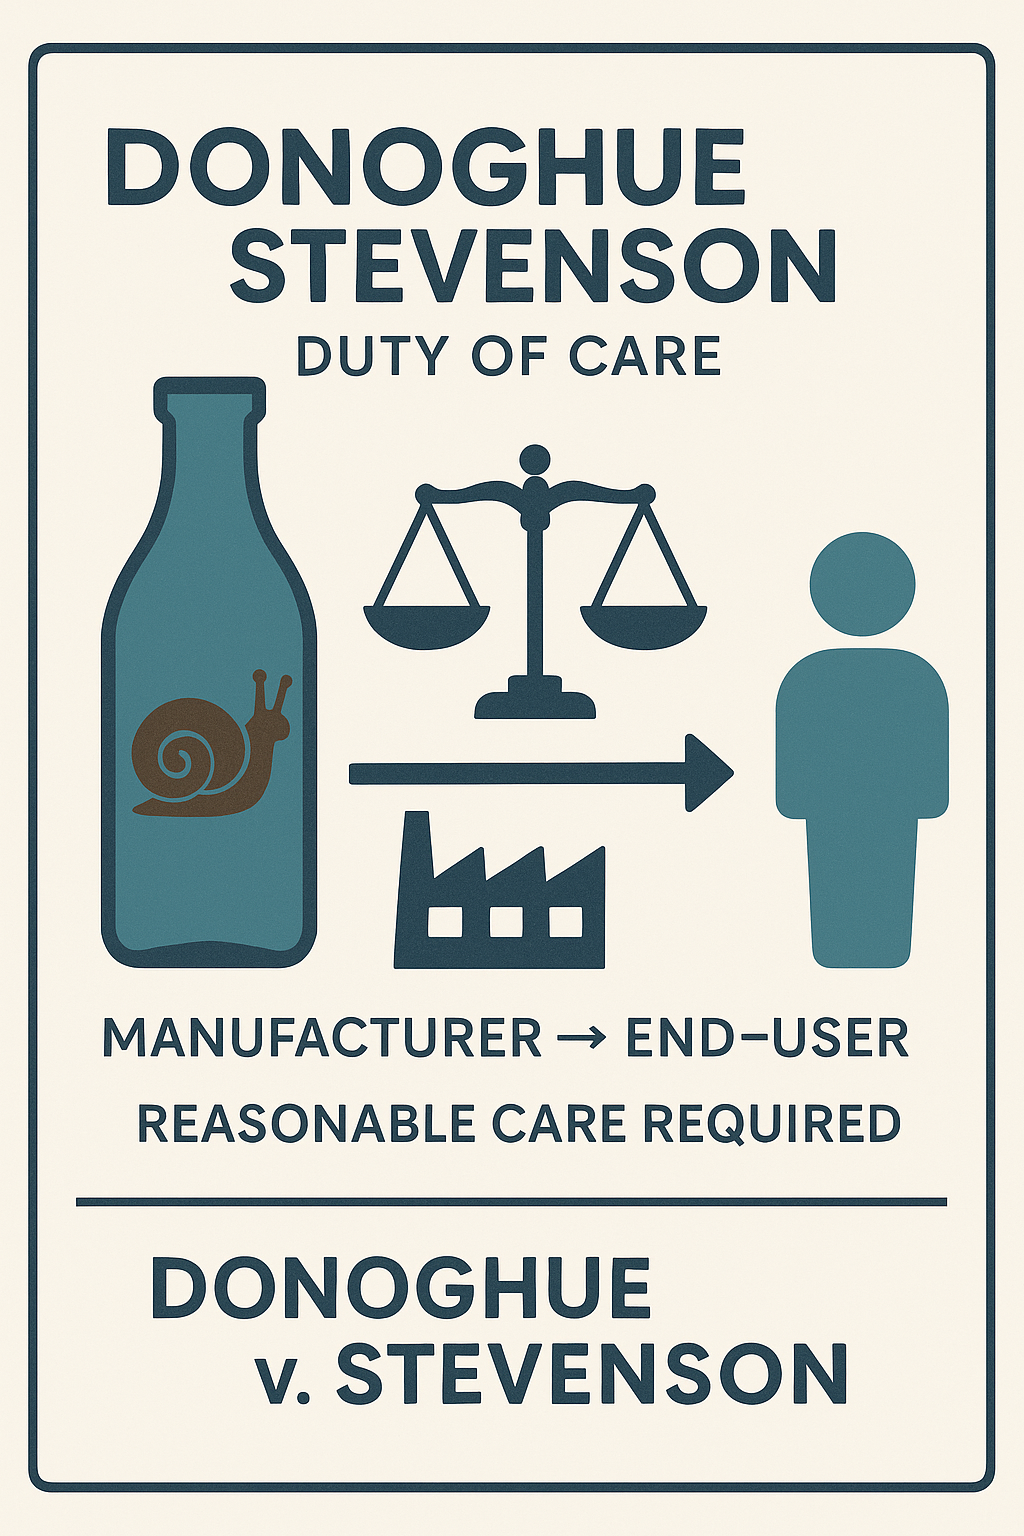 DONOGHUE
STEVENSON
DUTY OF CARE
MANUFACTURER → END-USER
REASONABLE CARE REQUIRED
DONOGHUE
v. STEVENSON